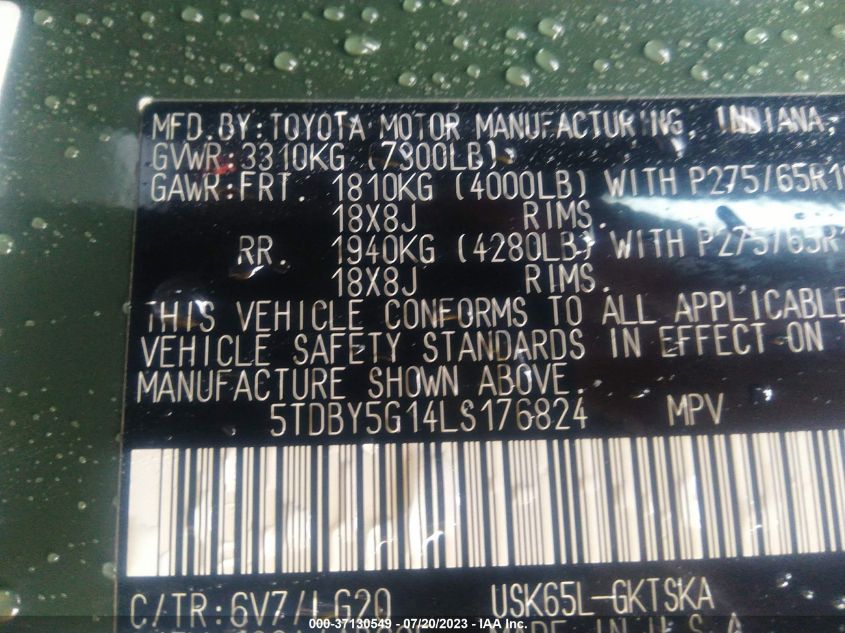 MFD.BY:TOYOTA MOTOR MANUFACTURING, INDIANA,
GVWR:3310KG (7300LB)
GAWR:FRT. 1810KG (4000LB) WITH P275/65R1
18X8J RIMS.
RR. 1940KG (4280LB) WITH P275/65R1
18X8J RIMS.
THIS VEHICLE CONFORMS TO ALL APPLICABLE
VEHICLE SAFETY STANDARDS IN EFFECT ON T
MANUFACTURE SHOWN ABOVE.
5TDBY5G14LS176824 MPV
C/TR:6V7/LG20 USK65L-GKTSKA
IN U.S.A
000-37130549 - 07/20/2023 - © IAA Inc.